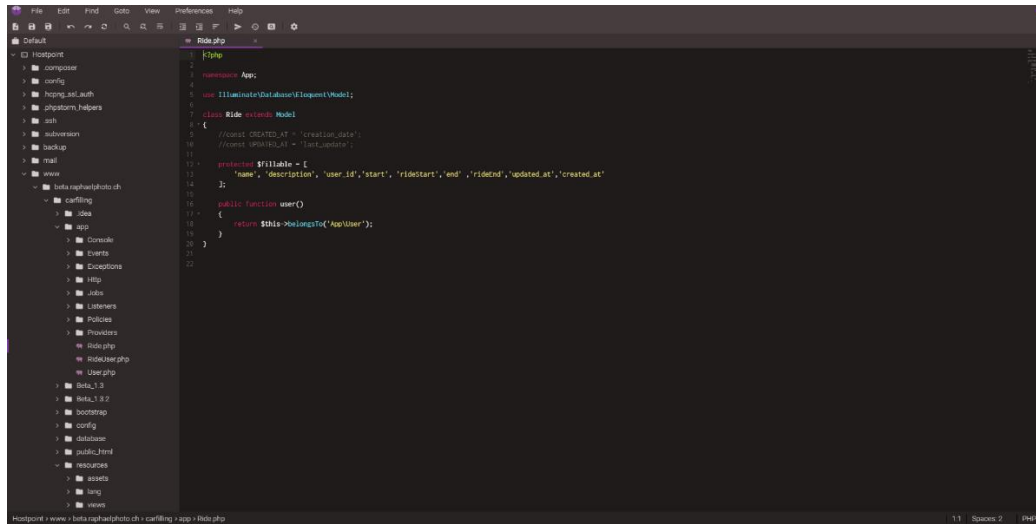 File Edit Find Goto View Preferences Help
Default
Ride.php ×
Hostpoint
.composer
.config
.hcpng_ssl_auth
.phpstorm_helpers
.ssh
.subversion
backup
mail
www
beta.raphaelphoto.ch
carfilling
.idea
app
Console
Events
Exceptions
Http
Jobs
Listeners
Policies
Providers
Ride.php
RideUser.php
User.php
Beta_1.3
Beta_1.3.2
bootstrap
config
database
public_html
resources
assets
lang
views
1 <?php
2
3 namespace App;
4
5 use Illuminate\Database\Eloquent\Model;
6
7 class Ride extends Model
8 {
9 //const CREATED_AT = 'creation_date';
10 //const UPDATED_AT = 'last_update';
11
12 protected $fillable = [
13 'name', 'description', 'user_id','start', 'rideStart','end' ,'rideEnd','updated_at','created_at'
14 ];
15
16 public function user()
17 {
18 return $this->belongsTo('App\User');
19 }
20 }
21
22
Hostpoint › www › beta.raphaelphoto.ch › carfilling › app › Ride.php 1:1 Spaces: 2 PHP